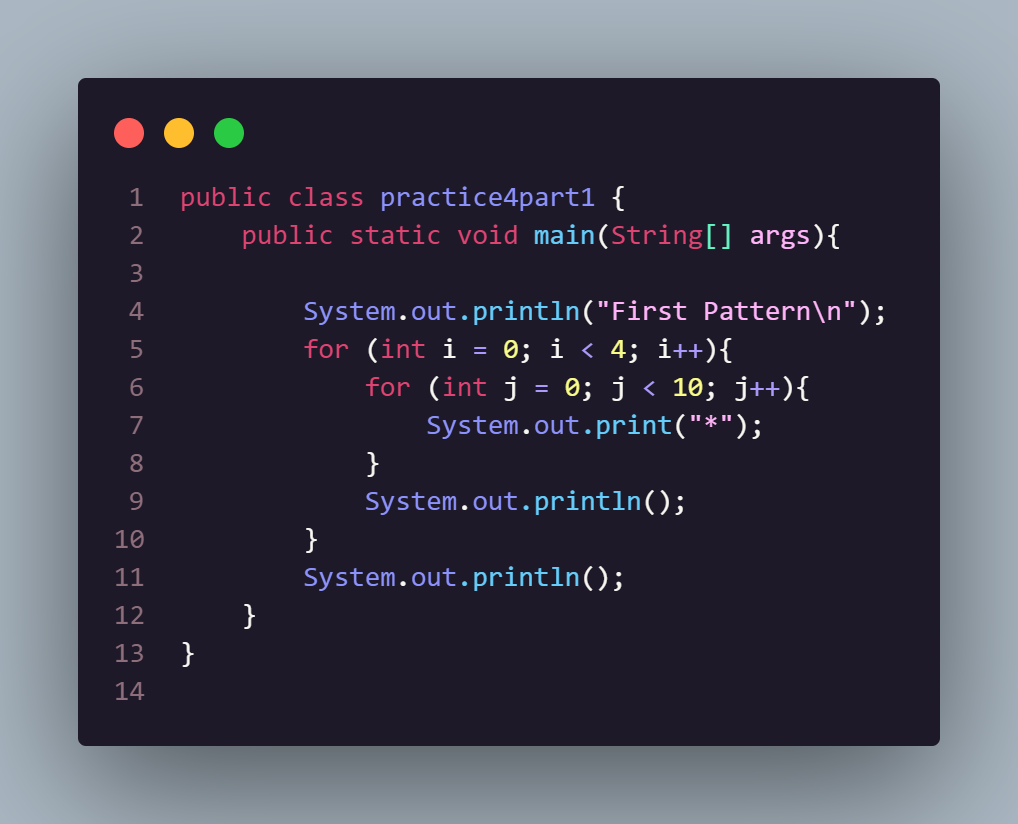 1 public class practice4part1 {
2     public static void main(String[] args){
3
4         System.out.println("First Pattern\n");
5         for (int i = 0; i < 4; i++){
6             for (int j = 0; j < 10; j++){
7                 System.out.print("*");
8             }
9             System.out.println();
10         }
11         System.out.println();
12     }
13 }
14